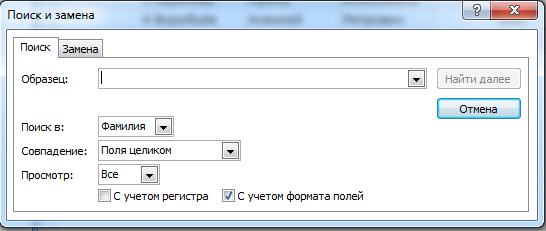 Поиск и замена
Поиск Замена
Образец: Найти далее
Отмена
Поиск в: Фамилия
Совпадение: Поля целиком
Просмотр: Все
С учетом регистра С учетом формата полей